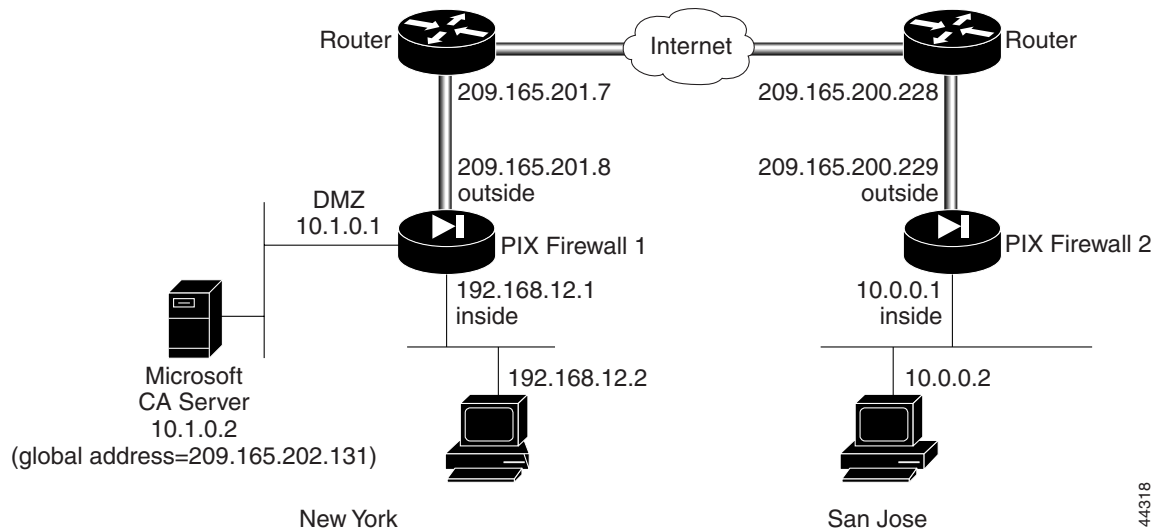 Router
Internet
Router
209.165.201.7
209.165.200.228
209.165.201.8
outside
209.165.200.229
outside
DMZ
10.1.0.1
PIX Firewall 1
PIX Firewall 2
192.168.12.1
inside
10.0.0.1
inside
Microsoft
CA Server
10.1.0.2
(global address=209.165.202.131)
192.168.12.2
10.0.0.2
New York
San Jose
44318